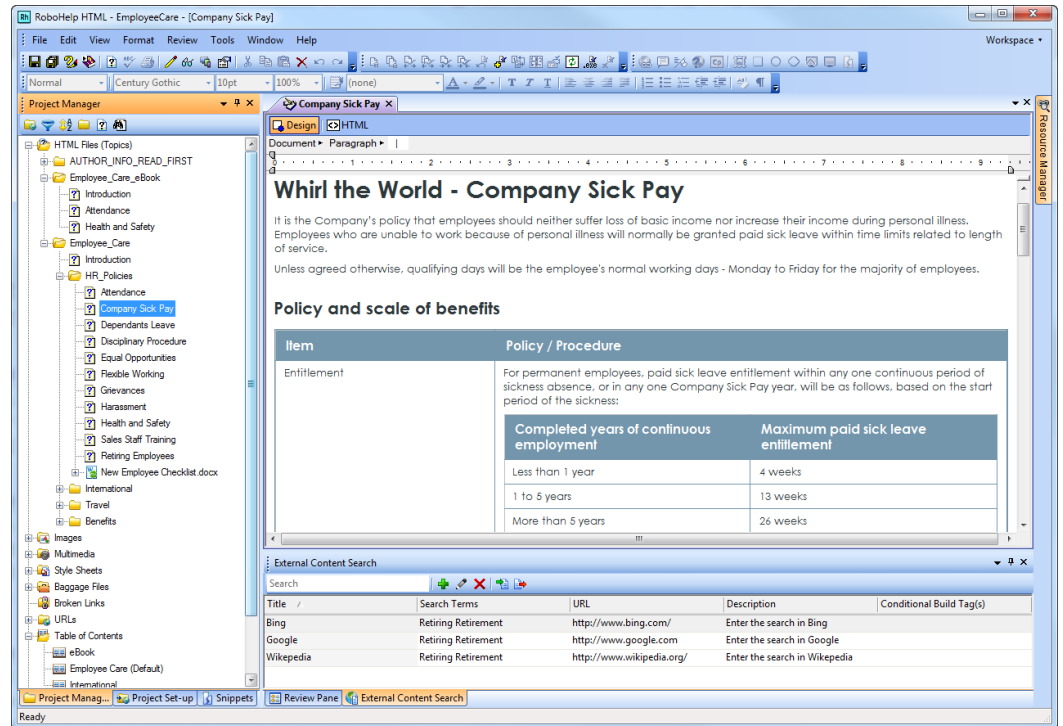 RoboHelp HTML - EmployeeCare - [Company Sick Pay]
File Edit View Format Review Tools Window Help Workspace
Normal Century Gothic 10pt 100% (none)
Project Manager
HTML Files (Topics)
AUTHOR_INFO_READ_FIRST
Employee_Care_eBook
Introduction
Attendance
Health and Safety
Employee_Care
Introduction
HR_Policies
Attendance
Company Sick Pay
Dependants Leave
Disciplinary Procedure
Equal Opportunities
Flexible Working
Grievances
Harassment
Health and Safety
Sales Staff Training
Retiring Employees
New Employee Checklist.docx
International
Travel
Benefits
Images
Multimedia
Style Sheets
Baggage Files
Broken Links
URLs
Table of Contents
eBook
Employee Care (Default)
International
Project Manag... Project Set-up Snippets
Company Sick Pay
Design HTML
Document Paragraph
0 1 2 3 4 5 6 7 8 9
Whirl the World - Company Sick Pay
It is the Company's policy that employees should neither suffer loss of basic income nor increase their income during personal illness.
Employees who are unable to work because of personal illness will normally be granted paid sick leave within time limits related to length
of service.
Unless agreed otherwise, qualifying days will be the employee's normal working days - Monday to Friday for the majority of employees.
Policy and scale of benefits
Item Policy / Procedure
Entitlement For permanent employees, paid sick leave entitlement within any one continuous period of
sickness absence, or in any one Company Sick Pay year, will be as follows, based on the start
period of the sickness:
Completed years of continuous Maximum paid sick leave
employment entitlement
Less than 1 year 4 weeks
1 to 5 years 13 weeks
More than 5 years 26 weeks
Resource Manager
External Content Search
Search
Title Search Terms URL Description Conditional Build Tag(s)
Bing Retiring Retirement http://www.bing.com/ Enter the search in Bing
Google Retiring Retirement http://www.google.com Enter the search in Google
Wikepedia Retiring Retirement http://www.wikipedia.org/ Enter the search in Wikepedia
Review Pane External Content Search
Ready